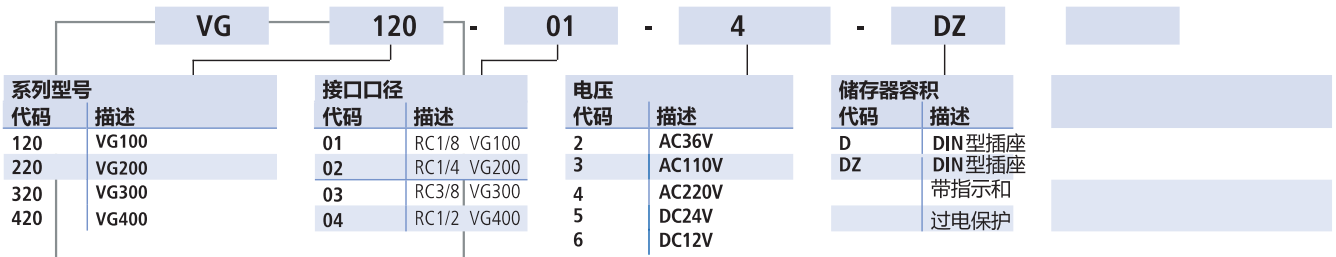 VG 120 - 01 - 4 - DZ
系列型号
代码 描述
120 VG100
220 VG200
320 VG300
420 VG400
接口口径
代码 描述
01 RC1/8 VG100
02 RC1/4 VG200
03 RC3/8 VG300
04 RC1/2 VG400
电压
代码 描述
2 AC36V
3 AC110V
4 AC220V
5 DC24V
6 DC12V
储存器容积
代码 描述
D DIN型插座
DZ DIN型插座
带指示和
过电保护